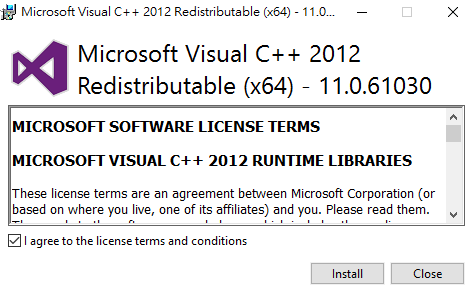 Microsoft Visual C++ 2012 Redistributable (x64) - 11.0...
Microsoft Visual C++ 2012
Redistributable (x64) - 11.0.61030
MICROSOFT SOFTWARE LICENSE TERMS
MICROSOFT VISUAL C++ 2012 RUNTIME LIBRARIES
These license terms are an agreement between Microsoft Corporation (or
based on where you live, one of its affiliates) and you. Please read them.
I agree to the license terms and conditions
Install
Close